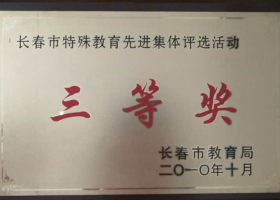 长春市特殊教育先进集体评选活动
三等奖
长春市教育局
二〇一〇年十月